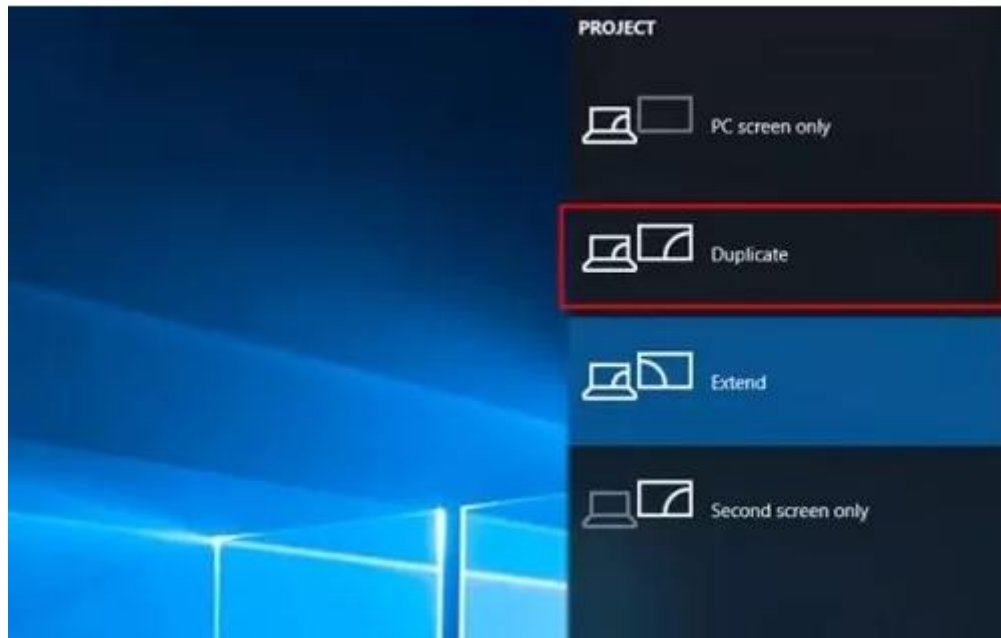 PROJECT
PC screen only
Duplicate
Extend
Second screen only